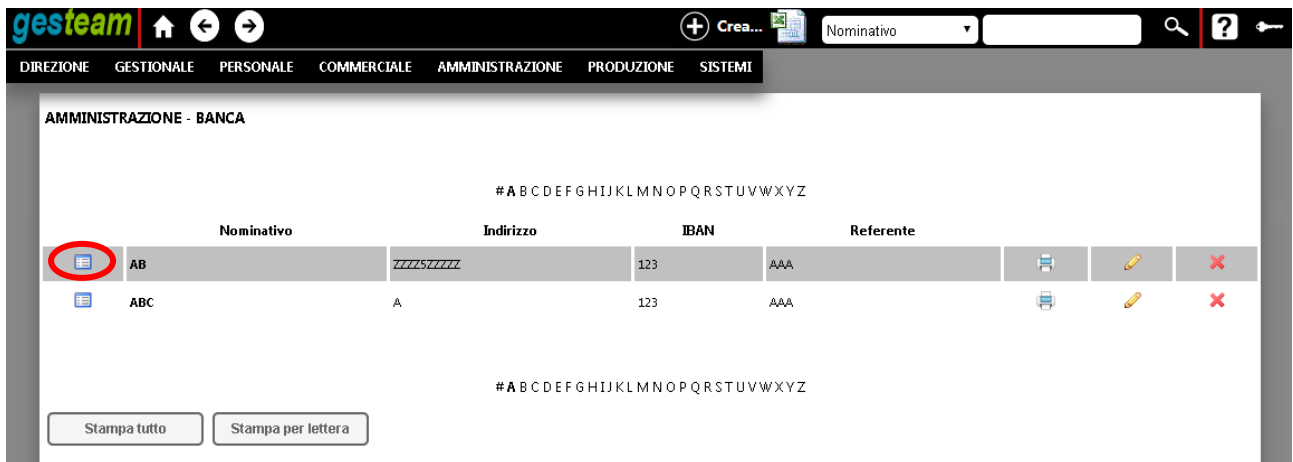 gesteam Crea... Nominativo ?
DIREZIONE GESTIONALE PERSONALE COMMERCIALE AMMINISTRAZIONE PRODUZIONE SISTEMI
AMMINISTRAZIONE - BANCA
# A B C D E F G H I J K L M N O P Q R S T U V W X Y Z
Nominativo Indirizzo IBAN Referente
AB ZZZZ5ZZZZZ 123 AAA
ABC A 123 AAA
# A B C D E F G H I J K L M N O P Q R S T U V W X Y Z
Stampa tutto Stampa per lettera